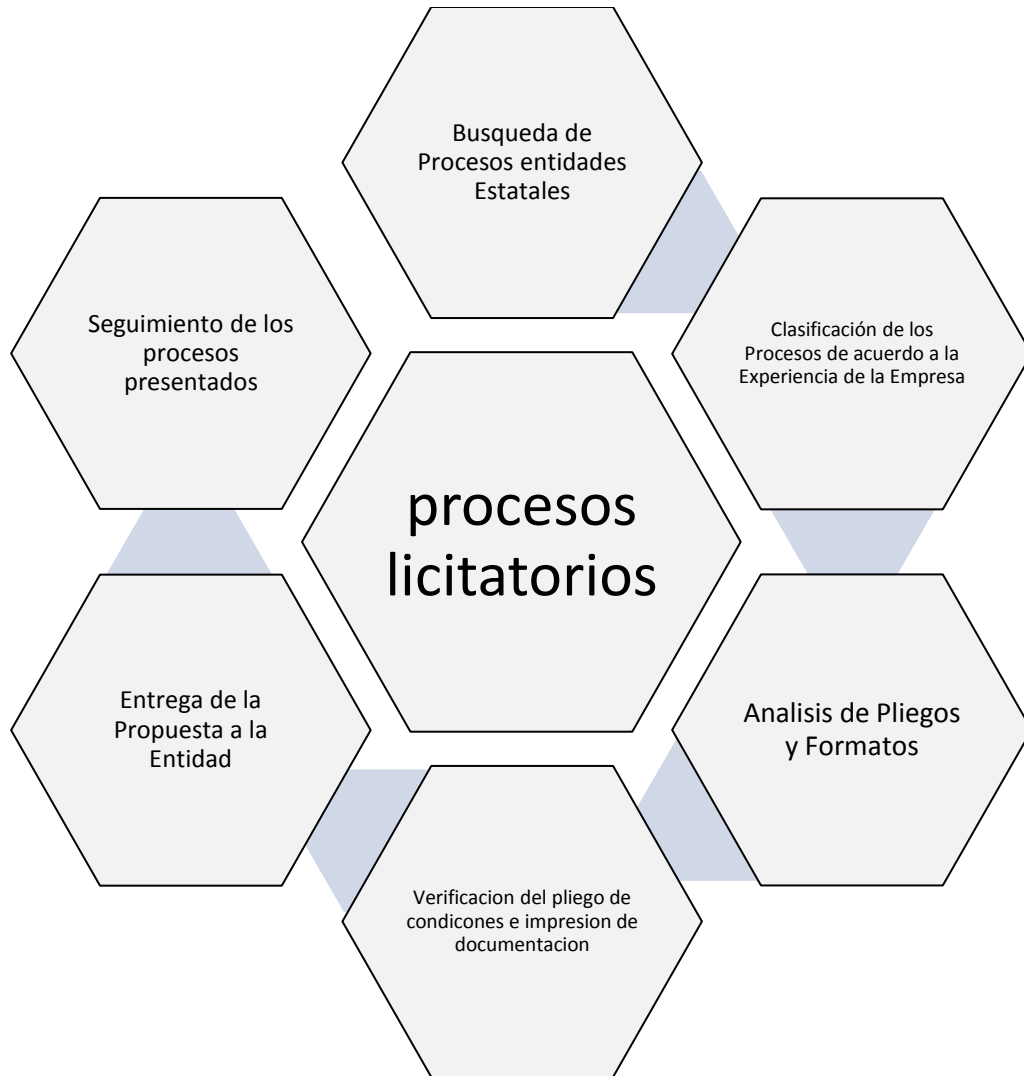 Busqueda de
Procesos entidades
Estatales
Clasificación de los
Procesos de acuerdo a la
Experiencia de la Empresa
Analisis de Pliegos
y Formatos
Verificacion del pliego de
condicones e impresion de
documentacion
Entrega de la
Propuesta a la
Entidad
Seguimiento de los
procesos
presentados
procesos
licitatorios